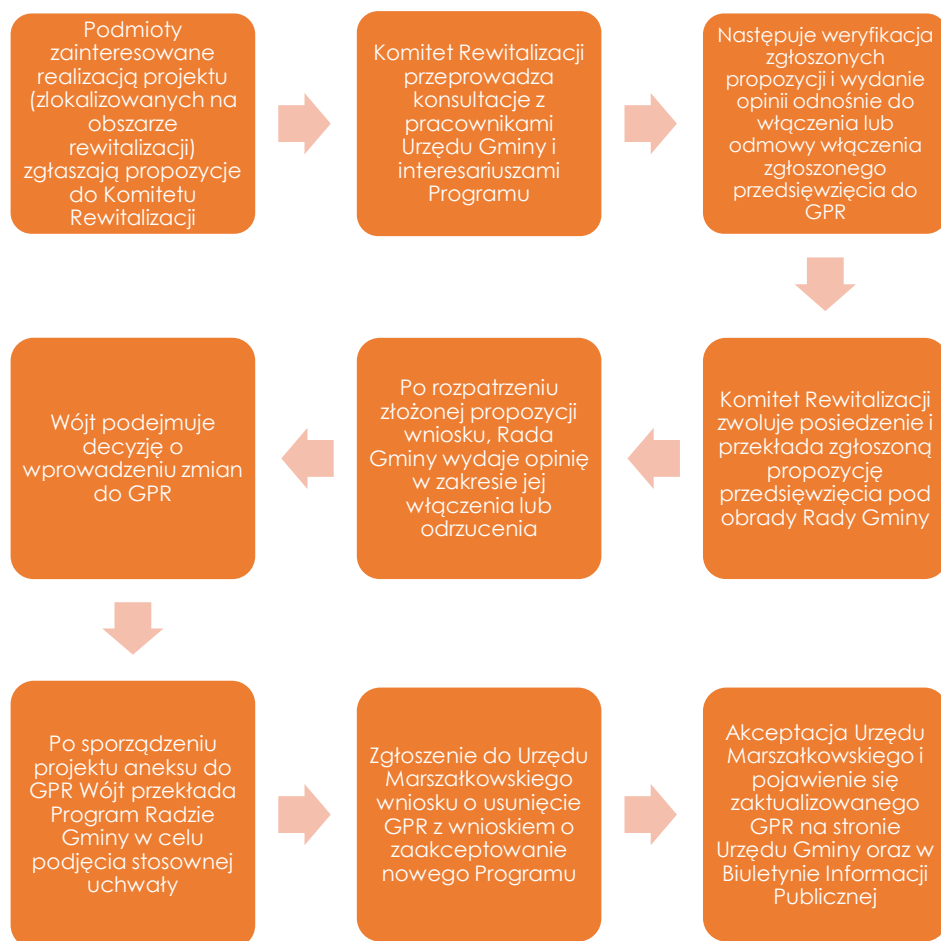 Podmioty
zainteresowane
realizacją projektu
(zlokalizowanych na
obszarze
rewitalizacji)
zgłaszają propozycje
do Komitetu
Rewitalizacji
Komitet Rewitalizacji
przeprowadza
konsultacje z
pracownikami
Urzędu Gminy i
interesariuszami
Programu
Następuje weryfikacja
zgłoszonych
propozycji i wydanie
opinii odnośnie do
włączenia lub
odmowy włączenia
zgłoszonego
przedsięwzięcia do
GPR
Komitet Rewitalizacji
zwołuje posiedzenie i
przekłada zgłoszoną
propozycję
przedsięwzięcia pod
obrady Rady Gminy
Po rozpatrzeniu
złożonej propozycji
wniosku, Rada
Gminy wydaje opinię
w zakresie jej
włączenia lub
odrzucenia
Wójt podejmuje
decyzję o
wprowadzeniu zmian
do GPR
Po sporządzeniu
projektu aneksu do
GPR Wójt przekłada
Program Radzie
Gminy w celu
podjęcia stosownej
uchwały
Zgłoszenie do Urzędu
Marszałkowskiego
wniosku o usunięcie
GPR z wnioskiem o
zaakceptowanie
nowego Programu
Akceptacja Urzędu
Marszałkowskiego i
pojawienie się
zaktualizowanego
GPR na stronie
Urzędu Gminy oraz w
Biuletynie Informacji
Publicznej